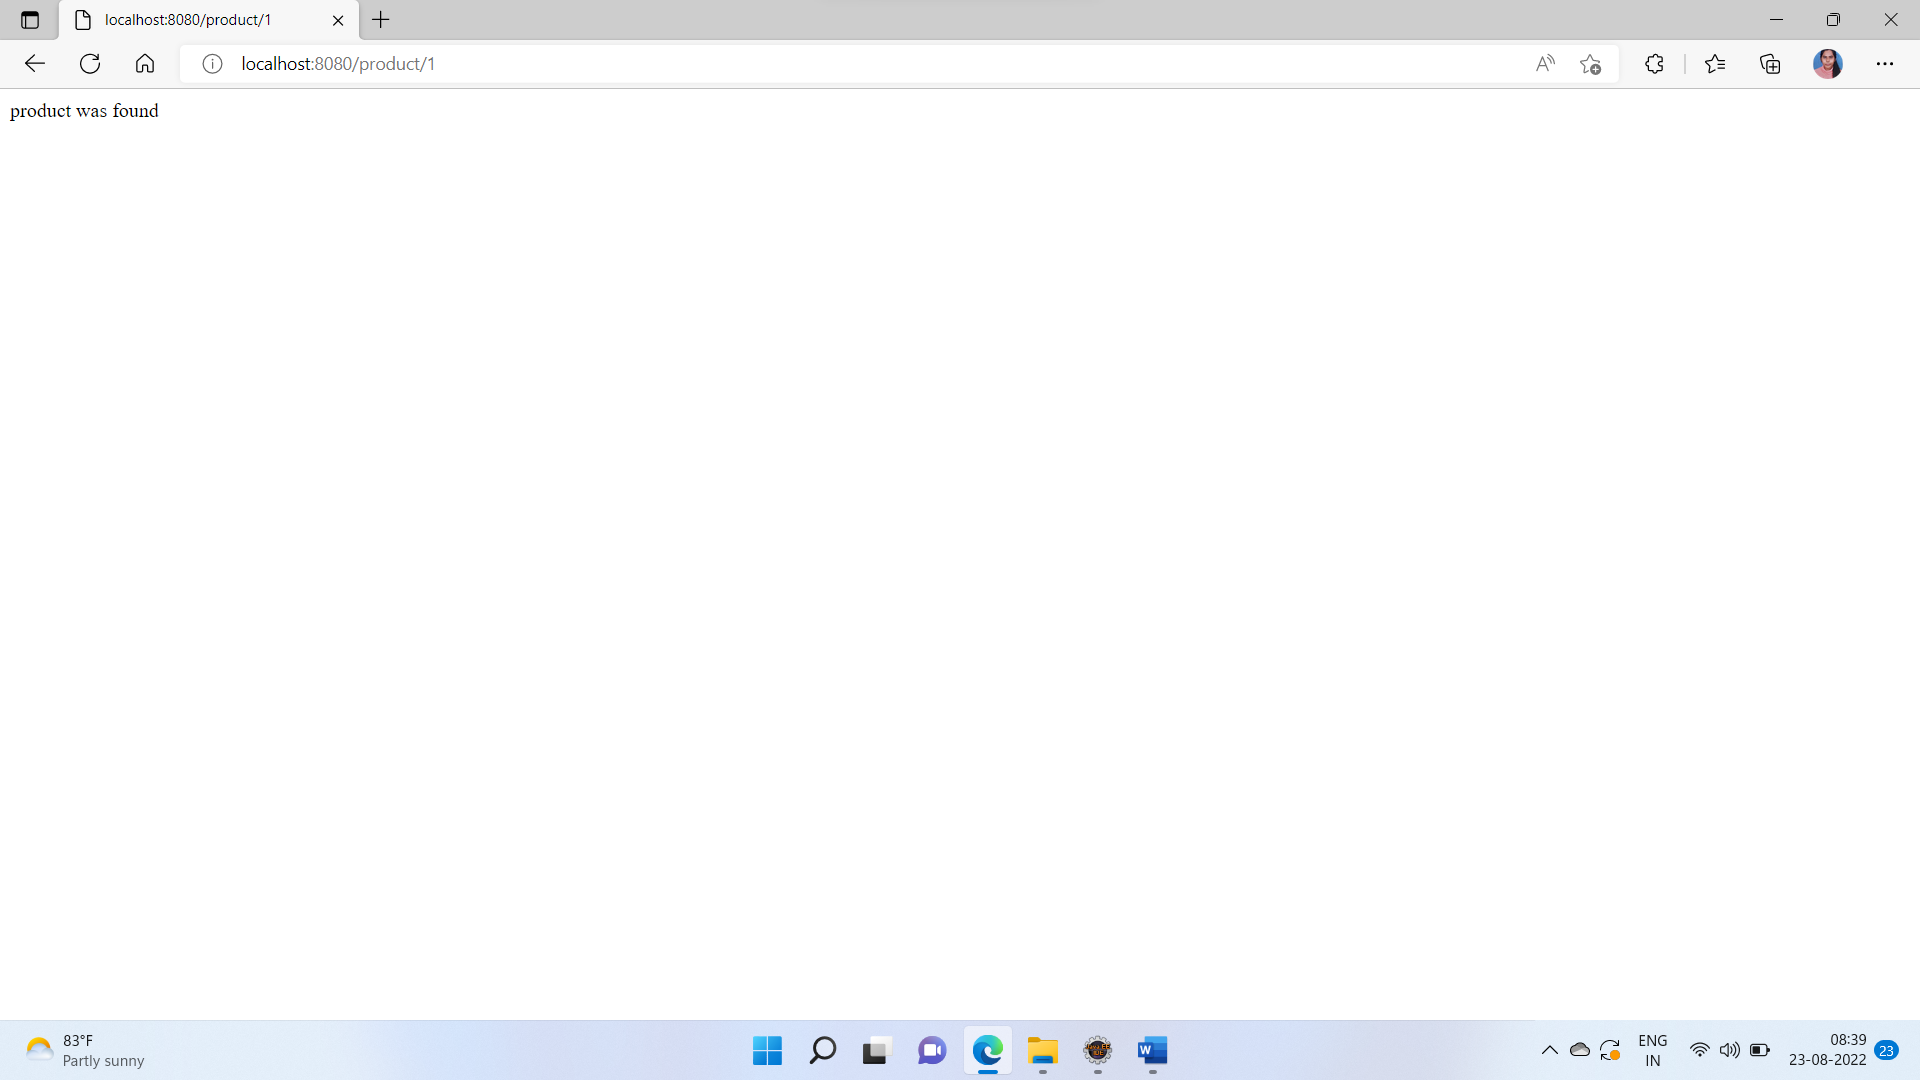 localhost:8080/product/1
localhost:8080/product/1
product was found
83°F
Partly sunny
W
ENG
IN
08:39
23-08-2022
23